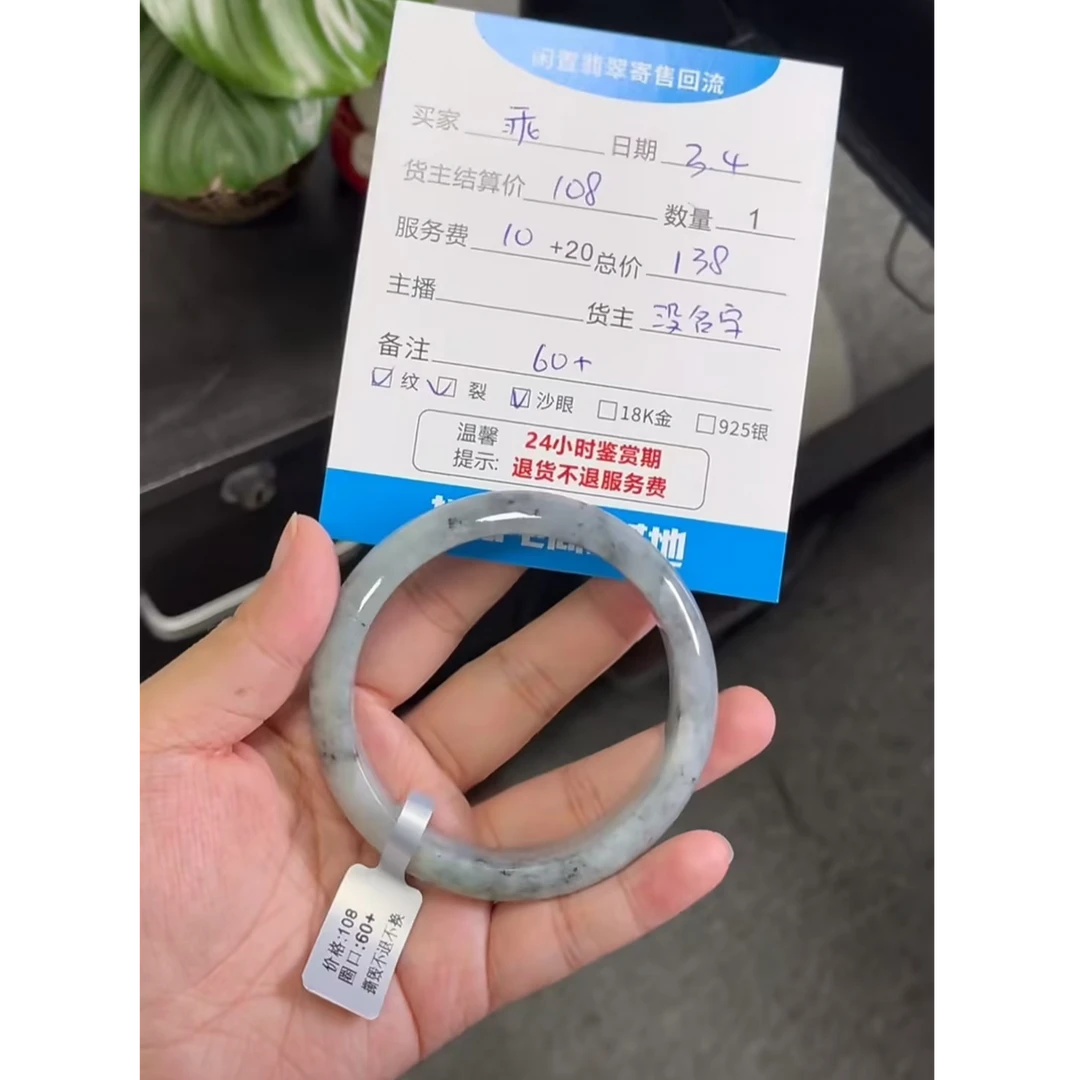 闲置翡翠寄售回流
买家 乖 日期 3.4
货主结算价 108 数量 1
服务费 10 +20 总价 138
主播 货主 没名字
备注 60+
纹 裂 沙眼 18K金 925银
温馨提示: 24小时鉴赏期
退货不退服务费
基地
价格:108
圈口:60+
撕毁不退不换